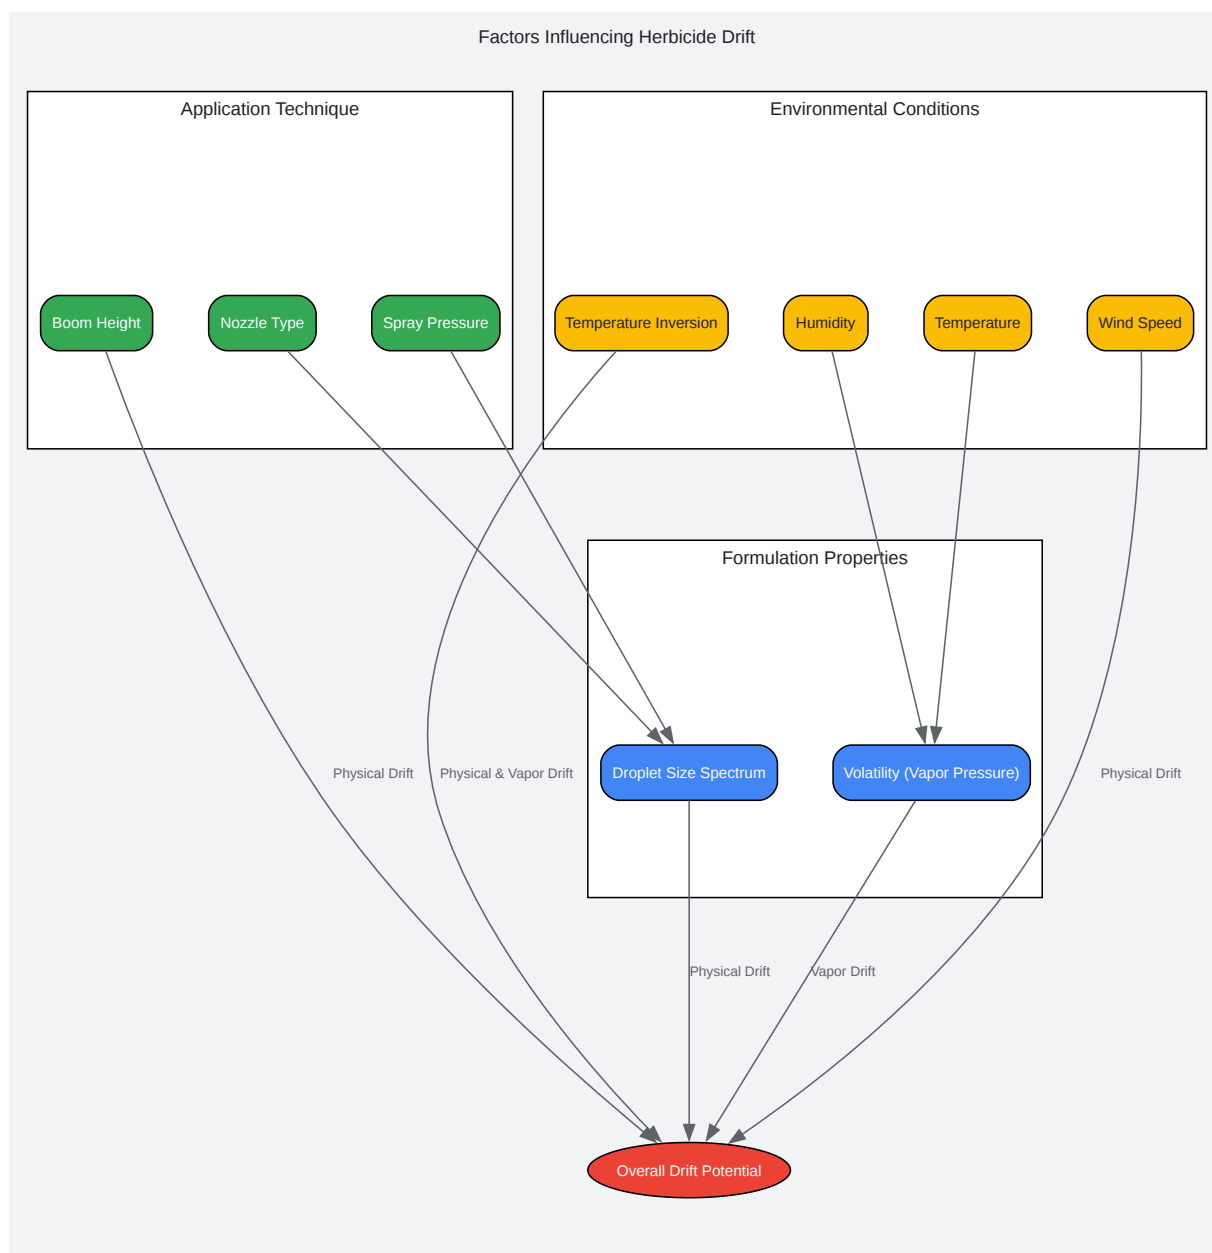 Factors Influencing Herbicide Drift
Application Technique
Environmental Conditions
Boom Height
Nozzle Type
Spray Pressure
Temperature Inversion
Humidity
Temperature
Wind Speed
Formulation Properties
Droplet Size Spectrum
Volatility (Vapor Pressure)
Physical Drift
Physical & Vapor Drift
Physical Drift
Physical Drift
Vapor Drift
Overall Drift Potential